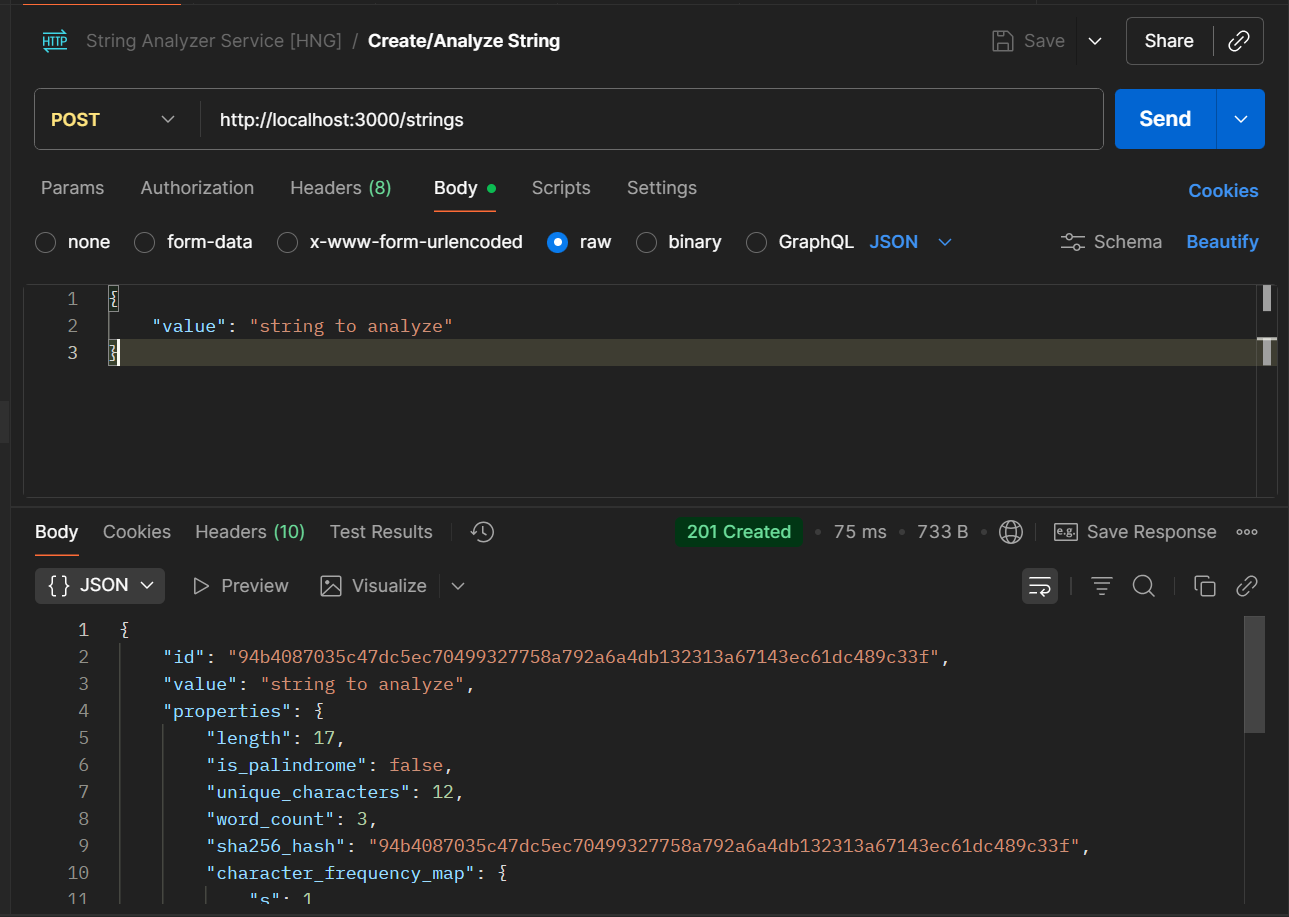 HTTP String Analyzer Service [HNG] / Create/Analyze String Save Share
POST http://localhost:3000/strings Send
Params Authorization Headers (8) Body Scripts Settings Cookies
none form-data x-www-form-urlencoded raw binary GraphQL JSON Schema Beautify
1 {
2 "value": "string to analyze"
3 }
Body Cookies Headers (10) Test Results 201 Created • 75 ms • 733 B • e.g. Save Response
{} JSON Preview Visualize
1 {
2 "id": "94b4087035c47dc5ec70499327758a792a6a4db132313a67143ec61dc489c33f",
3 "value": "string to analyze",
4 "properties": {
5 "length": 17,
6 "is_palindrome": false,
7 "unique_characters": 12,
8 "word_count": 3,
9 "sha256_hash": "94b4087035c47dc5ec70499327758a792a6a4db132313a67143ec61dc489c33f",
10 "character_frequency_map": {
11 "s": 1